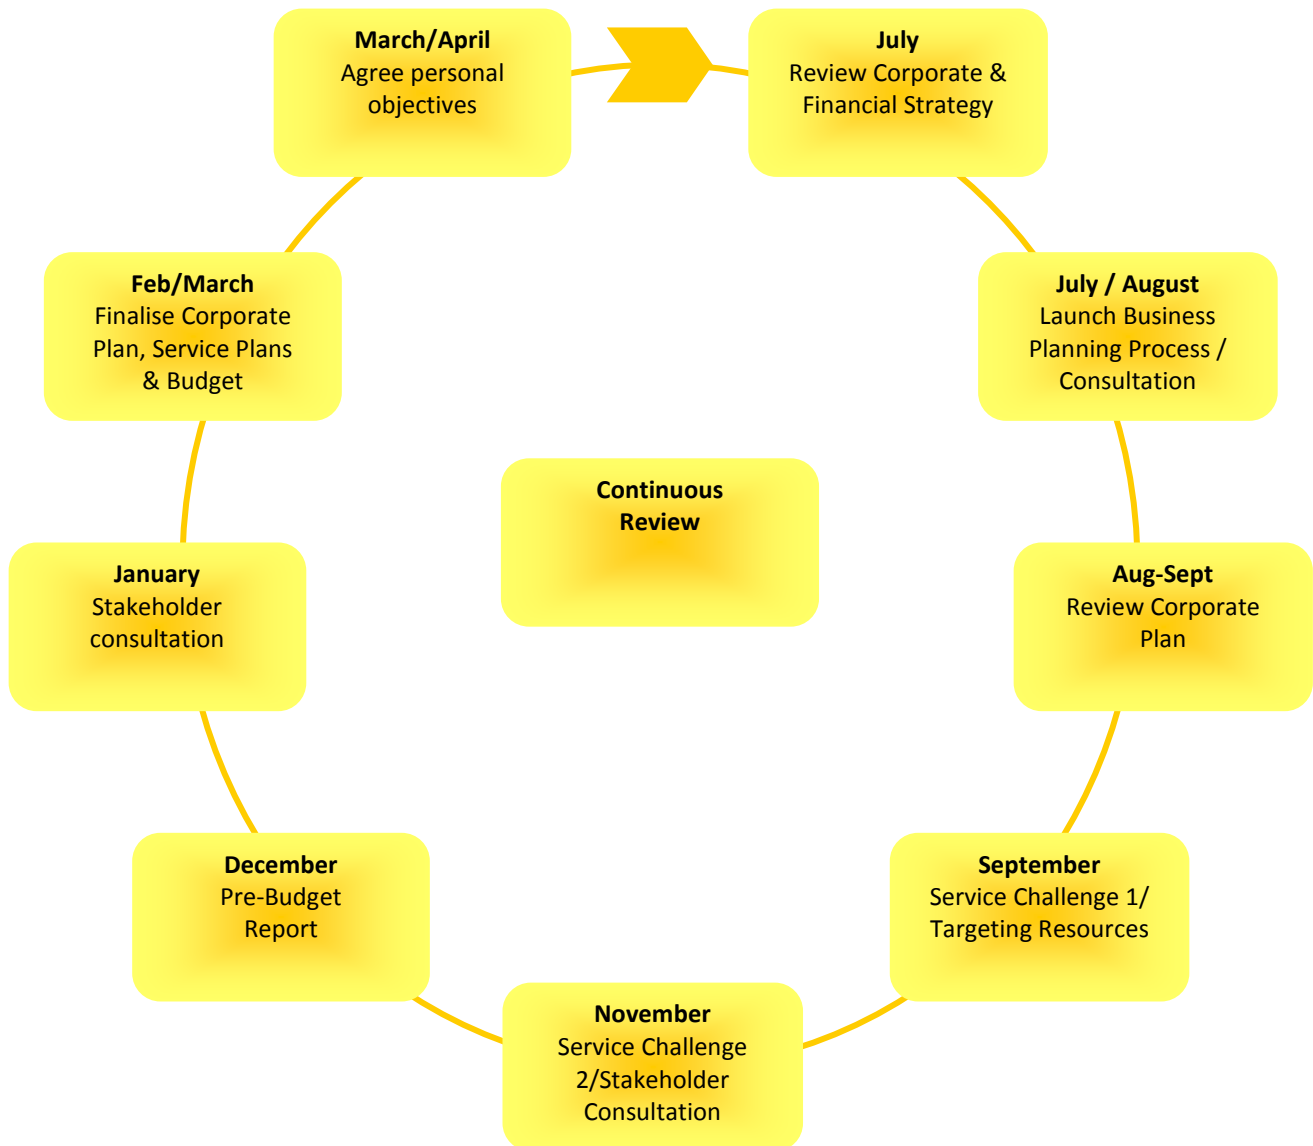 March/April
Agree personal
objectives
July
Review Corporate &
Financial Strategy
Feb/March
Finalise Corporate
Plan, Service Plans
& Budget
July / August
Launch Business
Planning Process /
Consultation
Continuous
Review
January
Stakeholder
consultation
Aug-Sept
Review Corporate
Plan
December
Pre-Budget
Report
September
Service Challenge 1/
Targeting Resources
November
Service Challenge
2/Stakeholder
Consultation